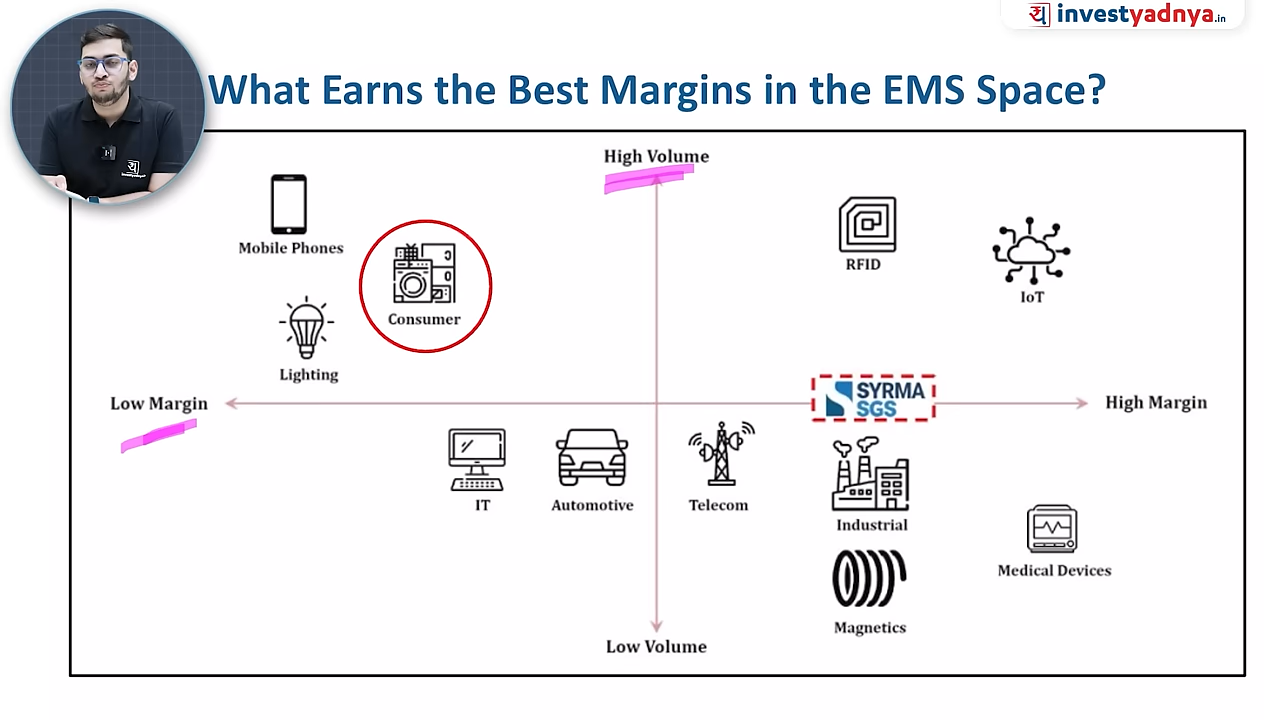 investyadnya.in
What Earns the Best Margins in the EMS Space?
High Volume
Mobile Phones
RFID
IoT
Consumer
Lighting
Low Margin
SYRMA
SGS
High Margin
IT
Automotive
Telecom
Industrial
Medical Devices
Magnetics
Low Volume